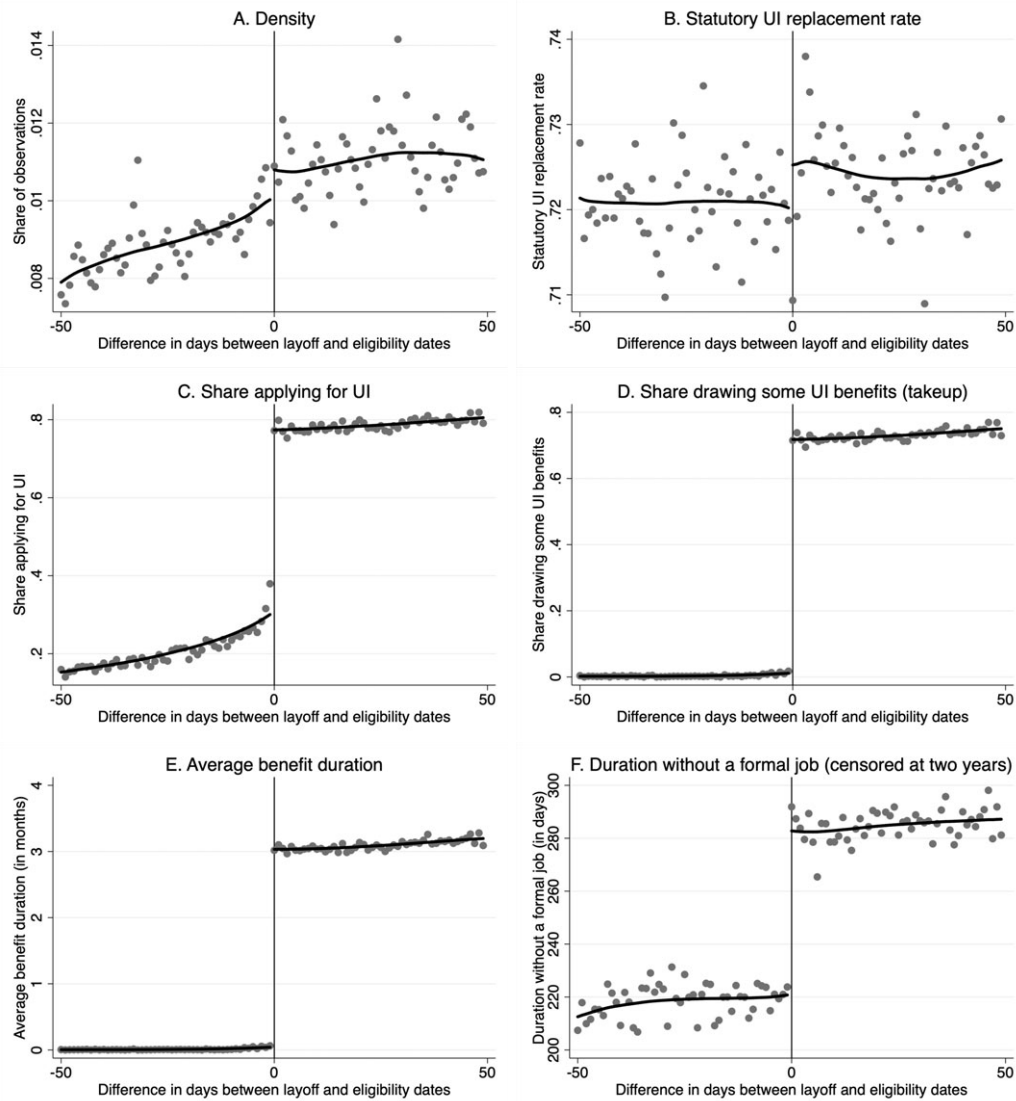 A. Density
Share of observations
.014
.012
.01
.008
-50 0 50
Difference in days between layoff and eligibility dates
B. Statutory UI replacement rate
Statutory UI replacement rate
.74
.73
.72
.71
-50 0 50
Difference in days between layoff and eligibility dates
C. Share applying for UI
Share applying for UI
.8
.6
.4
.2
-50 0 50
Difference in days between layoff and eligibility dates
D. Share drawing some UI benefits (takeup)
Share drawing some UI benefits
.8
.6
.4
.2
0
-50 0 50
Difference in days between layoff and eligibility dates
E. Average benefit duration
Average benefit duration (in months)
4
3
2
1
0
-50 0 50
Difference in days between layoff and eligibility dates
F. Duration without a formal job (censored at two years)
Duration without a formal job (in days)
300
280
260
240
220
200
-50 0 50
Difference in days between layoff and eligibility dates